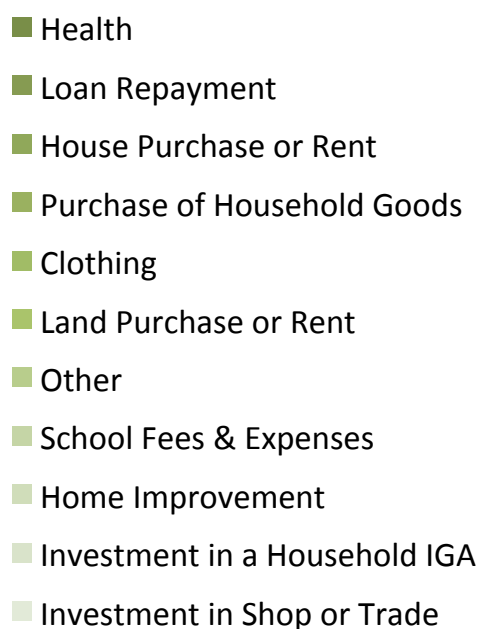 Health
Loan Repayment
House Purchase or Rent
Purchase of Household Goods
Clothing
Land Purchase or Rent
Other
School Fees & Expenses
Home Improvement
Investment in a Household IGA
Investment in Shop or Trade